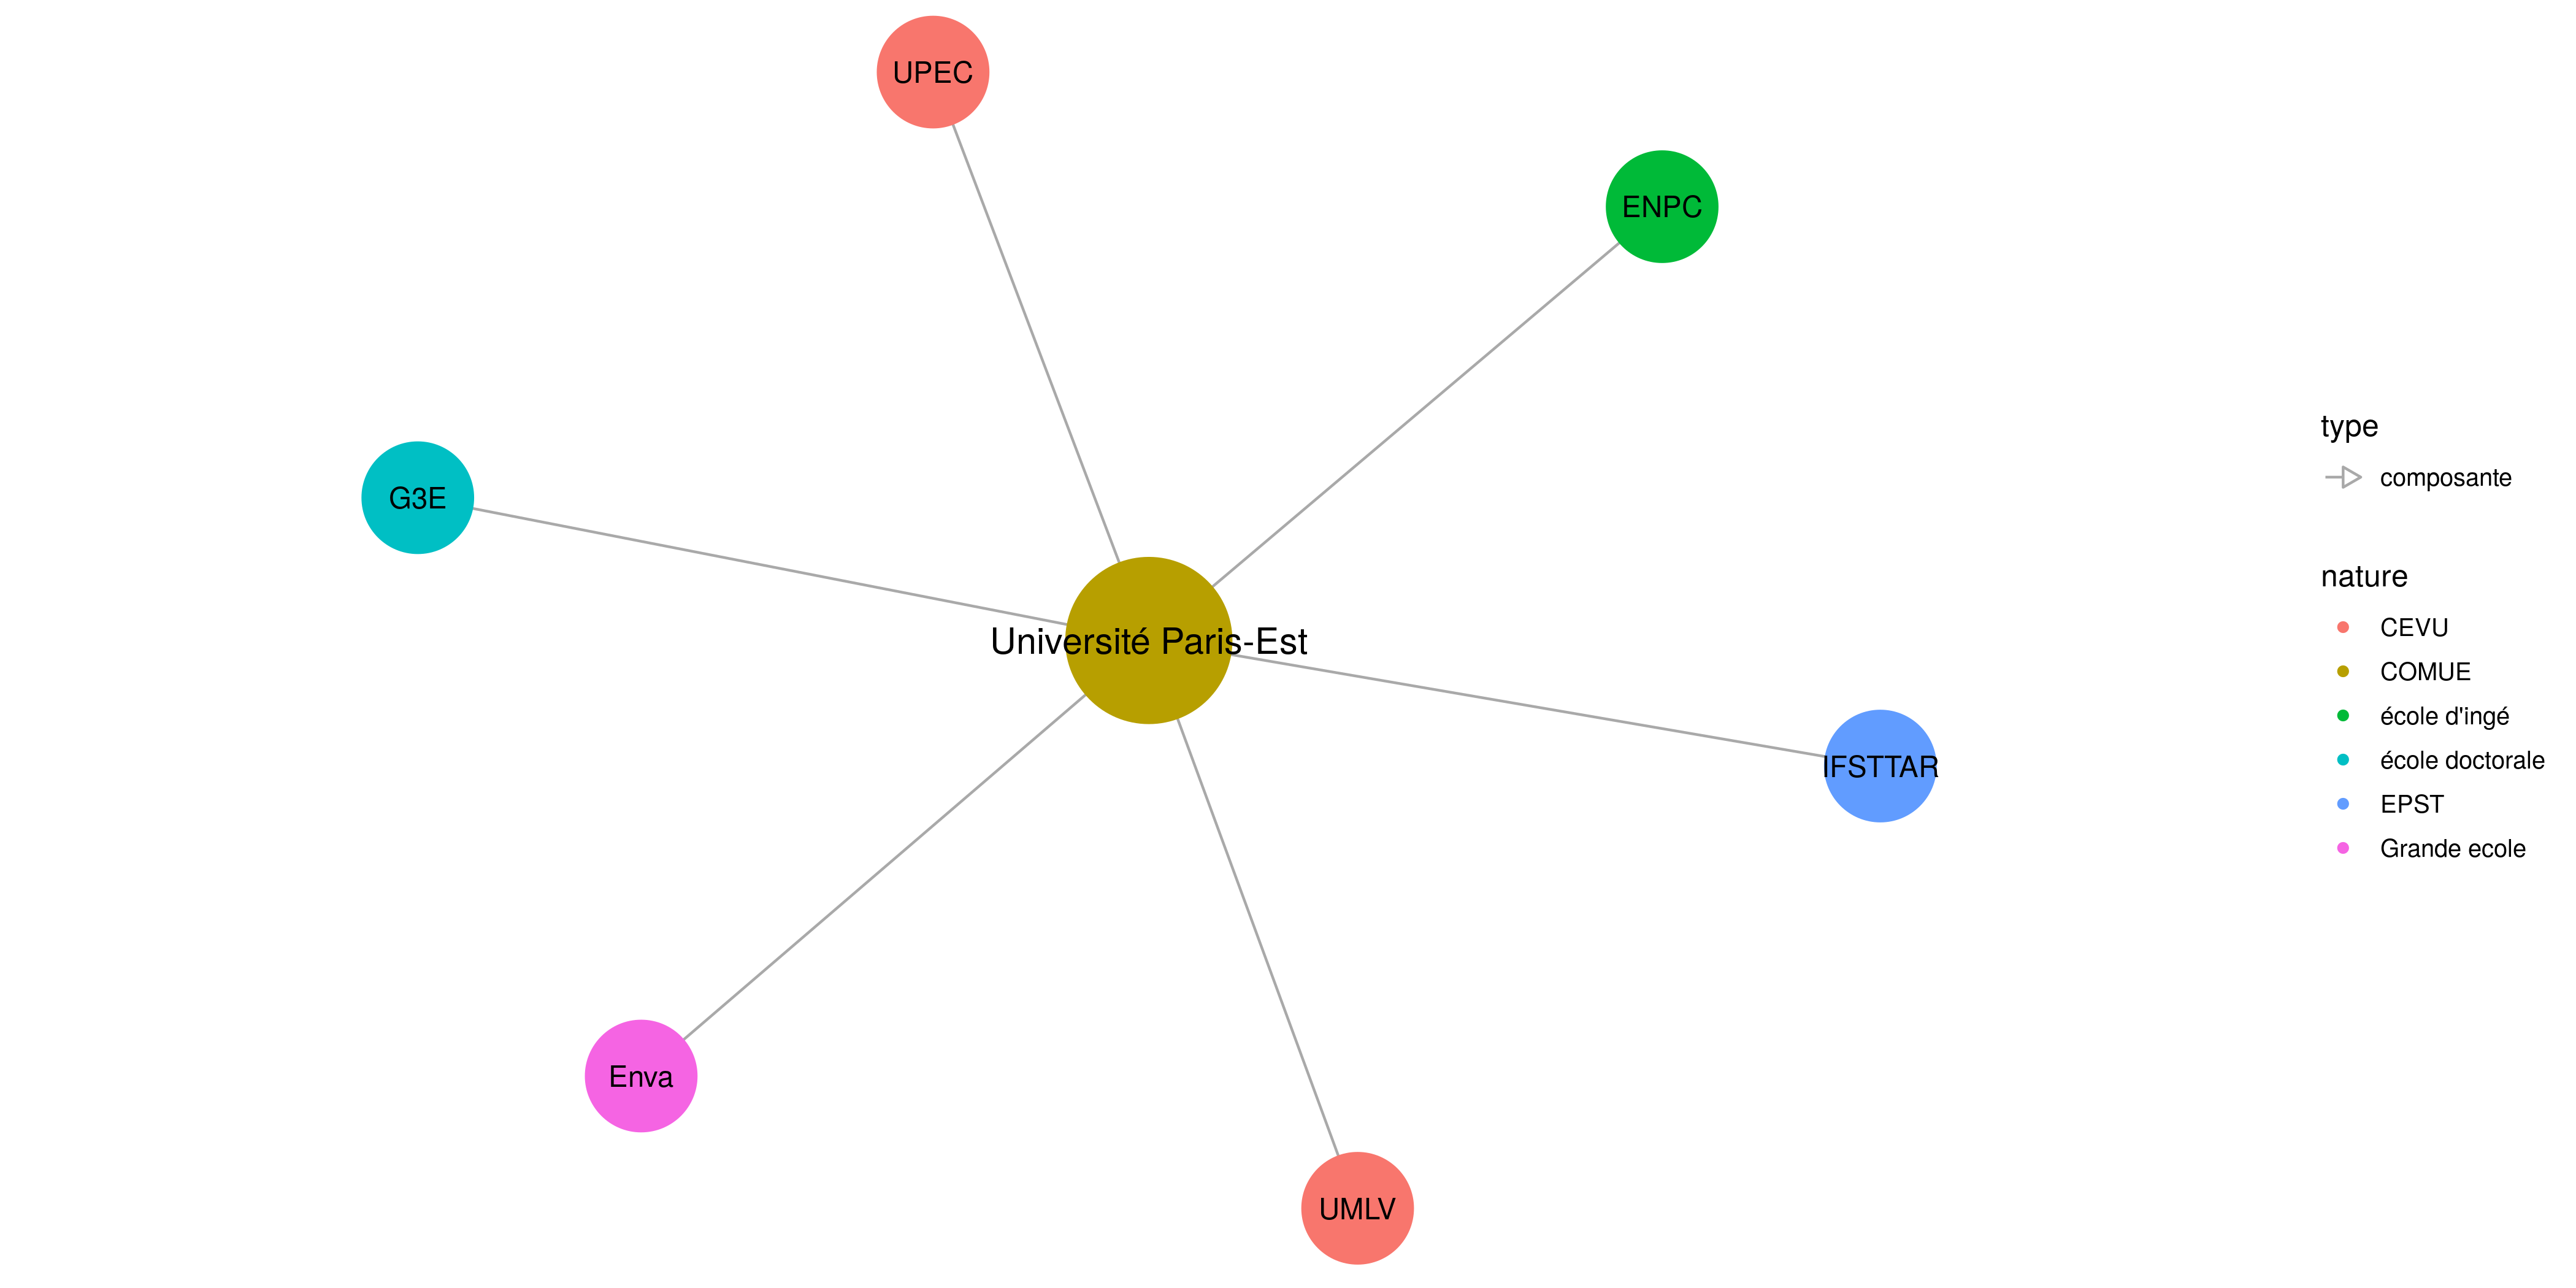 UPEC
ENPC
G3E
Université Paris-Est
IFSTTAR
Enva
UMLV
type
composante
nature
CEVU
COMUE
école d'ingé
école doctorale
EPST
Grande ecole